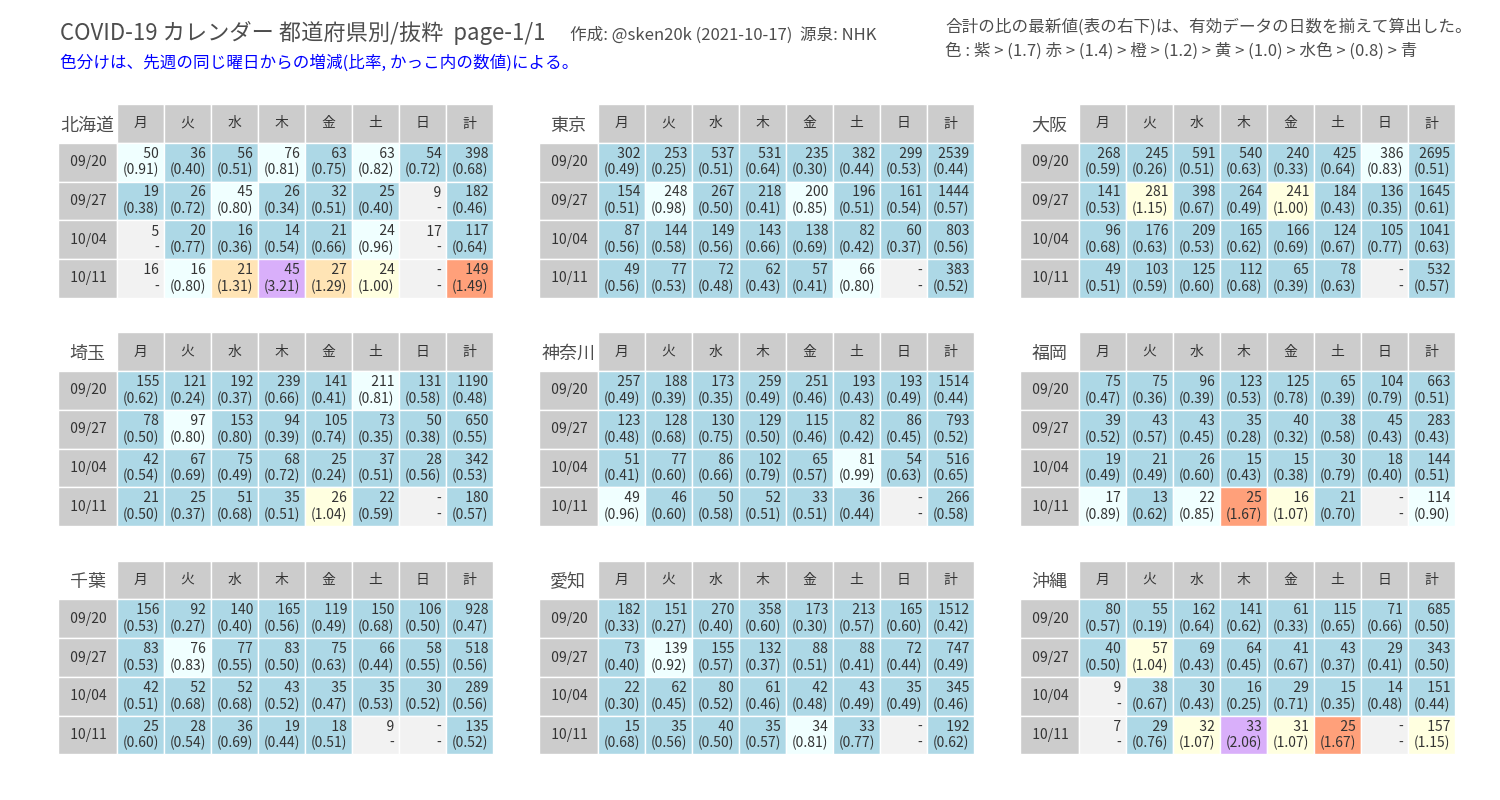 COVID-19 カレンダー 都道府県別/抜粋 page-1/1 作成: @sken20k (2021-10-17) 源泉: NHK
合計の比の最新値(表の右下)は、有効データの日数を揃えて算出した。
色分けは、先週の同じ曜日からの増減(比率, かっこ内の数値)による。
色 : 紫 > (1.7) 赤 > (1.4) > 橙 > (1.2) > 黄 > (1.0) > 水色 > (0.8) > 青
北海道 月 火 水 木 金 土 日 計
09/20 50 36 56 76 63 63 54 398
(0.91) (0.40) (0.51) (0.81) (0.75) (0.82) (0.72) (0.68)
09/27 19 26 45 26 32 25 9 182
(0.38) (0.72) (0.80) (0.34) (0.51) (0.40) - (0.46)
10/04 5 20 16 14 21 24 17 117
- (0.77) (0.36) (0.54) (0.66) (0.96) - (0.64)
10/11 16 16 21 45 27 24 - 149
- (0.80) (1.31) (3.21) (1.29) (1.00) - (1.49)
東京 月 火 水 木 金 土 日 計
09/20 302 253 537 531 235 382 299 2539
(0.49) (0.25) (0.51) (0.64) (0.30) (0.44) (0.53) (0.44)
09/27 154 248 267 218 200 196 161 1444
(0.51) (0.98) (0.50) (0.41) (0.85) (0.51) (0.54) (0.57)
10/04 87 144 149 143 138 82 60 803
(0.56) (0.58) (0.56) (0.66) (0.69) (0.42) (0.37) (0.56)
10/11 49 77 72 62 57 66 - 383
(0.56) (0.53) (0.48) (0.43) (0.41) (0.80) - (0.52)
大阪 月 火 水 木 金 土 日 計
09/20 268 245 591 540 240 425 386 2695
(0.59) (0.26) (0.51) (0.63) (0.33) (0.64) (0.83) (0.51)
09/27 141 281 398 264 241 184 136 1645
(0.53) (1.15) (0.67) (0.49) (1.00) (0.43) (0.35) (0.61)
10/04 96 176 209 165 166 124 105 1041
(0.68) (0.63) (0.53) (0.62) (0.69) (0.67) (0.77) (0.63)
10/11 49 103 125 112 65 78 - 532
(0.51) (0.59) (0.60) (0.68) (0.39) (0.63) - (0.57)
埼玉 月 火 水 木 金 土 日 計
09/20 155 121 192 239 141 211 131 1190
(0.62) (0.24) (0.37) (0.66) (0.41) (0.81) (0.58) (0.48)
09/27 78 97 153 94 105 73 50 650
(0.50) (0.80) (0.80) (0.39) (0.74) (0.35) (0.38) (0.55)
10/04 42 67 75 68 25 37 28 342
(0.54) (0.69) (0.49) (0.72) (0.24) (0.51) (0.56) (0.53)
10/11 21 25 51 35 26 22 - 180
(0.50) (0.37) (0.68) (0.51) (1.04) (0.59) - (0.57)
神奈川 月 火 水 木 金 土 日 計
09/20 257 188 173 259 251 193 193 1514
(0.49) (0.39) (0.35) (0.49) (0.46) (0.43) (0.49) (0.44)
09/27 123 128 130 129 115 82 86 793
(0.48) (0.68) (0.75) (0.50) (0.46) (0.42) (0.45) (0.52)
10/04 51 77 86 102 65 81 54 516
(0.41) (0.60) (0.66) (0.79) (0.57) (0.99) (0.63) (0.65)
10/11 49 46 50 52 33 36 - 266
(0.96) (0.60) (0.58) (0.51) (0.51) (0.44) - (0.58)
福岡 月 火 水 木 金 土 日 計
09/20 75 75 96 123 125 65 104 663
(0.47) (0.36) (0.39) (0.53) (0.78) (0.39) (0.79) (0.51)
09/27 39 43 43 35 40 38 45 283
(0.52) (0.57) (0.45) (0.28) (0.32) (0.58) (0.43) (0.43)
10/04 19 21 26 15 15 30 18 144
(0.49) (0.49) (0.60) (0.43) (0.38) (0.79) (0.40) (0.51)
10/11 17 13 22 25 16 21 - 114
(0.89) (0.62) (0.85) (1.67) (1.07) (0.70) - (0.90)
千葉 月 火 水 木 金 土 日 計
09/20 156 92 140 165 119 150 106 928
(0.53) (0.27) (0.40) (0.56) (0.49) (0.68) (0.50) (0.47)
09/27 83 76 77 83 75 66 58 518
(0.53) (0.83) (0.55) (0.50) (0.63) (0.44) (0.55) (0.56)
10/04 42 52 52 43 35 35 30 289
(0.51) (0.68) (0.68) (0.52) (0.47) (0.53) (0.52) (0.56)
10/11 25 28 36 19 18 9 - 135
(0.60) (0.54) (0.69) (0.44) (0.51) - - (0.52)
愛知 月 火 水 木 金 土 日 計
09/20 182 151 270 358 173 213 165 1512
(0.33) (0.27) (0.40) (0.60) (0.30) (0.57) (0.60) (0.42)
09/27 73 139 155 132 88 88 72 747
(0.40) (0.92) (0.57) (0.37) (0.51) (0.41) (0.44) (0.49)
10/04 22 62 80 61 42 43 35 345
(0.30) (0.45) (0.52) (0.46) (0.48) (0.49) (0.49) (0.46)
10/11 15 35 40 35 34 33 - 192
(0.68) (0.56) (0.50) (0.57) (0.81) (0.77) - (0.62)
沖縄 月 火 水 木 金 土 日 計
09/20 80 55 162 141 61 115 71 685
(0.57) (0.19) (0.64) (0.62) (0.33) (0.65) (0.66) (0.50)
09/27 40 57 69 64 41 43 29 343
(0.50) (1.04) (0.43) (0.45) (0.67) (0.37) (0.41) (0.50)
10/04 9 38 30 16 29 15 14 151
- (0.67) (0.43) (0.25) (0.71) (0.35) (0.48) (0.44)
10/11 7 29 32 33 31 25 - 157
- (0.76) (1.07) (2.06) (1.07) (1.67) - (1.15)